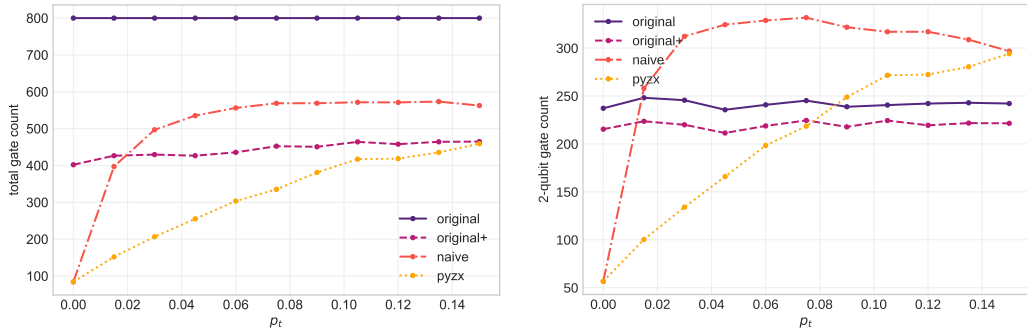 800
700
600
500
400
300
200
100
total gate count
0.00 0.02 0.04 0.06 0.08 0.10 0.12 0.14
pₜ
original
original+
naive
pyzx
300
250
200
150
100
50
2-qubit gate count
0.00 0.02 0.04 0.06 0.08 0.10 0.12 0.14
pₜ
original
original+
naive
pyzx